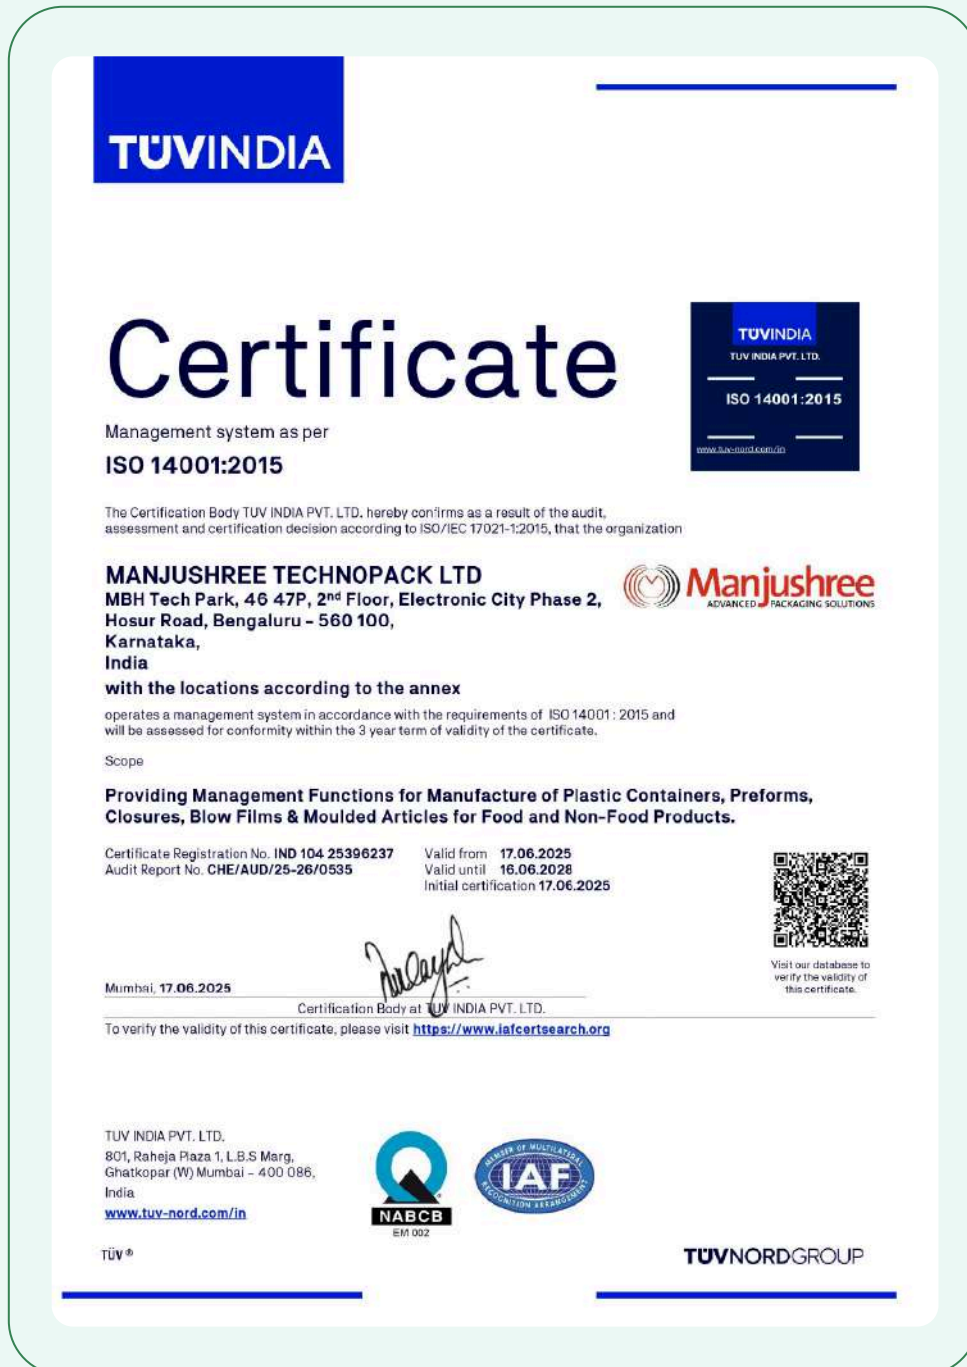 TÜVINDIA
Certificate
TÜVINDIA
TUV INDIA PVT. LTD.
ISO 14001:2015
www.tuv-nord.com/in
Management system as per
ISO 14001:2015
The Certification Body TUV INDIA PVT. LTD. hereby confirms as a result of the audit,
assessment and certification decision according to ISO/IEC 17021-1:2015, that the organization
MANJUSHREE TECHNOPACK LTD
MBH Tech Park, 46 47P, 2nd Floor, Electronic City Phase 2,
Hosur Road, Bengaluru - 560 100,
Karnataka,
India
Manjushree
ADVANCED PACKAGING SOLUTIONS
with the locations according to the annex
operates a management system in accordance with the requirements of ISO 14001 : 2015 and
will be assessed for conformity within the 3 year term of validity of the certificate.
Scope
Providing Management Functions for Manufacture of Plastic Containers, Preforms,
Closures, Blow Films & Moulded Articles for Food and Non-Food Products.
Certificate Registration No. IND 104 25396237
Audit Report No. CHE/AUD/25-26/0535
Valid from 17.06.2025
Valid until 16.06.2028
Initial certification 17.06.2025
Visit our database to
verify the validity of
this certificate.
Mumbai, 17.06.2025
Certification Body at TUV INDIA PVT. LTD.
To verify the validity of this certificate, please visit https://www.iafcertsearch.org
TUV INDIA PVT. LTD.
801, Raheja Plaza 1, L.B.S Marg,
Ghatkopar (W) Mumbai - 400 086,
India
www.tuv-nord.com/in
NABCB
EM 002
MEMBER OF MULTILATERAL
IAF
RECOGNITION ARRANGEMENT
TÜV ®
TÜVNORDGROUP